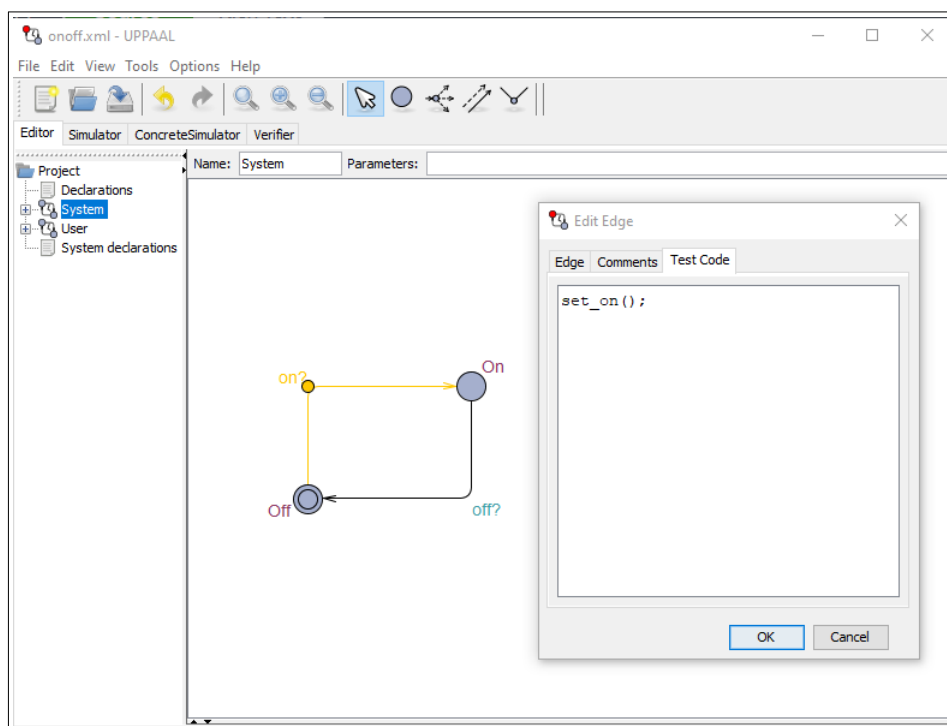 onoff.xml - UPPAAL
File Edit View Tools Options Help
Editor Simulator ConcreteSimulator Verifier
Name: System Parameters:
Project
Declarations
System
User
System declarations
Edit Edge
Edge Comments Test Code
set_on();
on?
On
Off
off?
OK Cancel